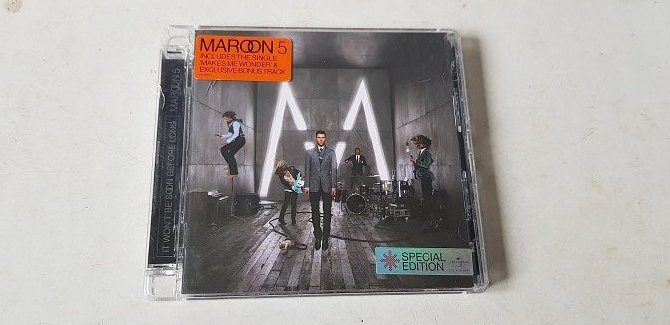 MAROON 5
INCLUDES THE SINGLE
'MAKES ME WONDER' &
EXCLUSIVE BONUS TRACK
IT WON'T BE SOON BEFORE LONG | MAROON 5
M
SPECIAL
EDITION